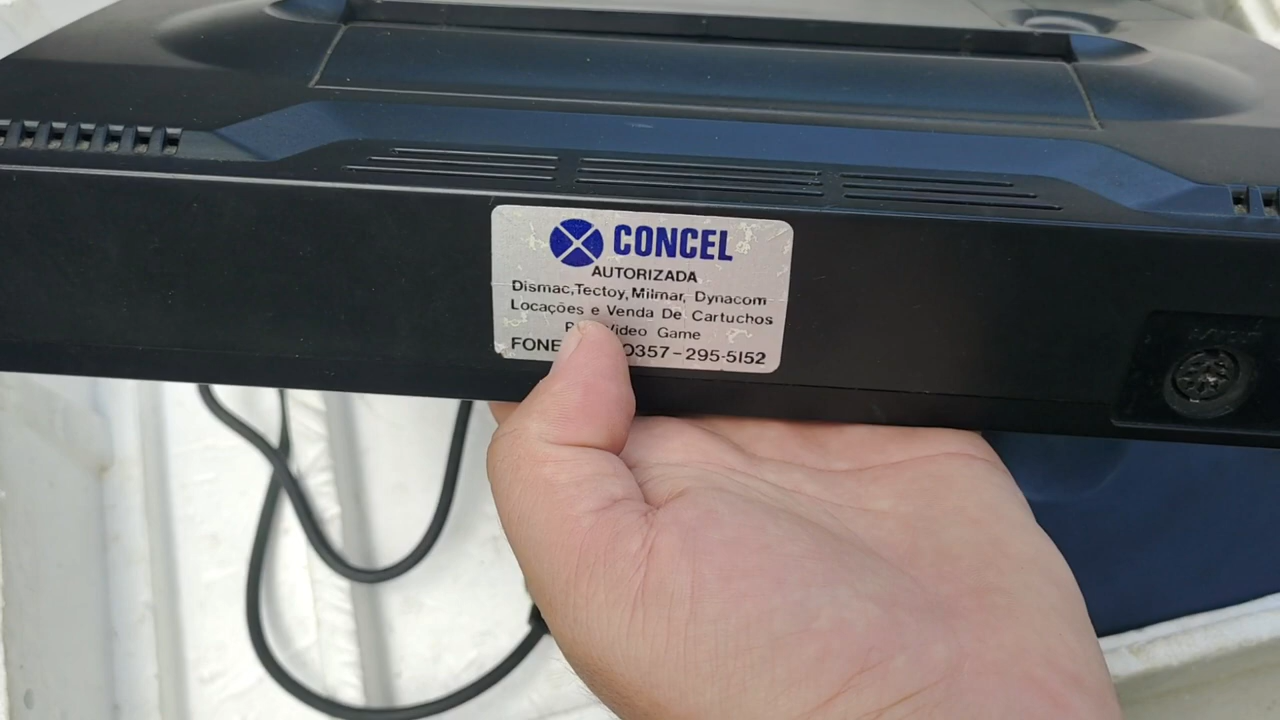 CONCEL
AUTORIZADA
Dismac, Tectoy, Milmar, Dynacom
Locações e Venda De Cartuchos
Video Game
FONE 0357-295-5152